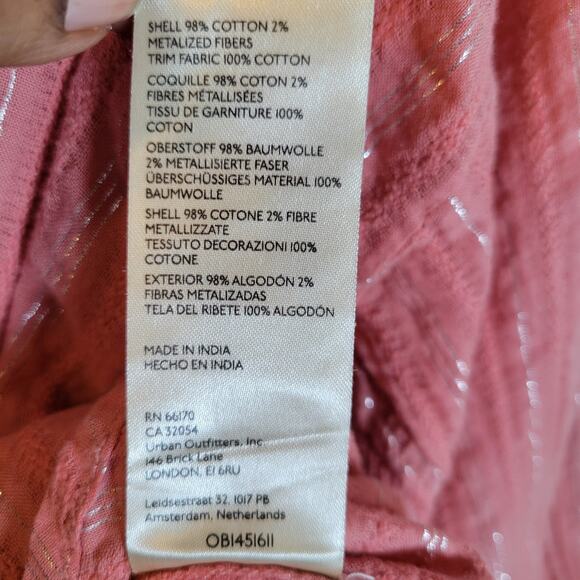 SHELL 98% COTTON 2%
METALIZED FIBERS
TRIM FABRIC 100% COTTON
COQUILLE 98% COTON 2%
FIBRES MÉTALLISÉES
TISSU DE GARNITURE 100%
COTON
OBERSTOFF 98% BAUMWOLLE
2% METALLISIERTE FASER
ÜBERSCHÜSSIGES MATERIAL 100%
BAUMWOLLE
SHELL 98% COTONE 2% FIBRE
METALLIZZATE
TESSUTO DECORAZIONI 100%
COTONE
EXTERIOR 98% ALGODÓN 2%
FIBRAS METALIZADAS
TELA DEL RIBETE 100% ALGODÓN
MADE IN INDIA
HECHO EN INDIA
RN 66170
CA 32054
Urban Outfitters, Inc.
146 Brick Lane
LONDON, E1 6RU
Leidsestraat 32, 1017 PB
Amsterdam, Netherlands
OB1451611